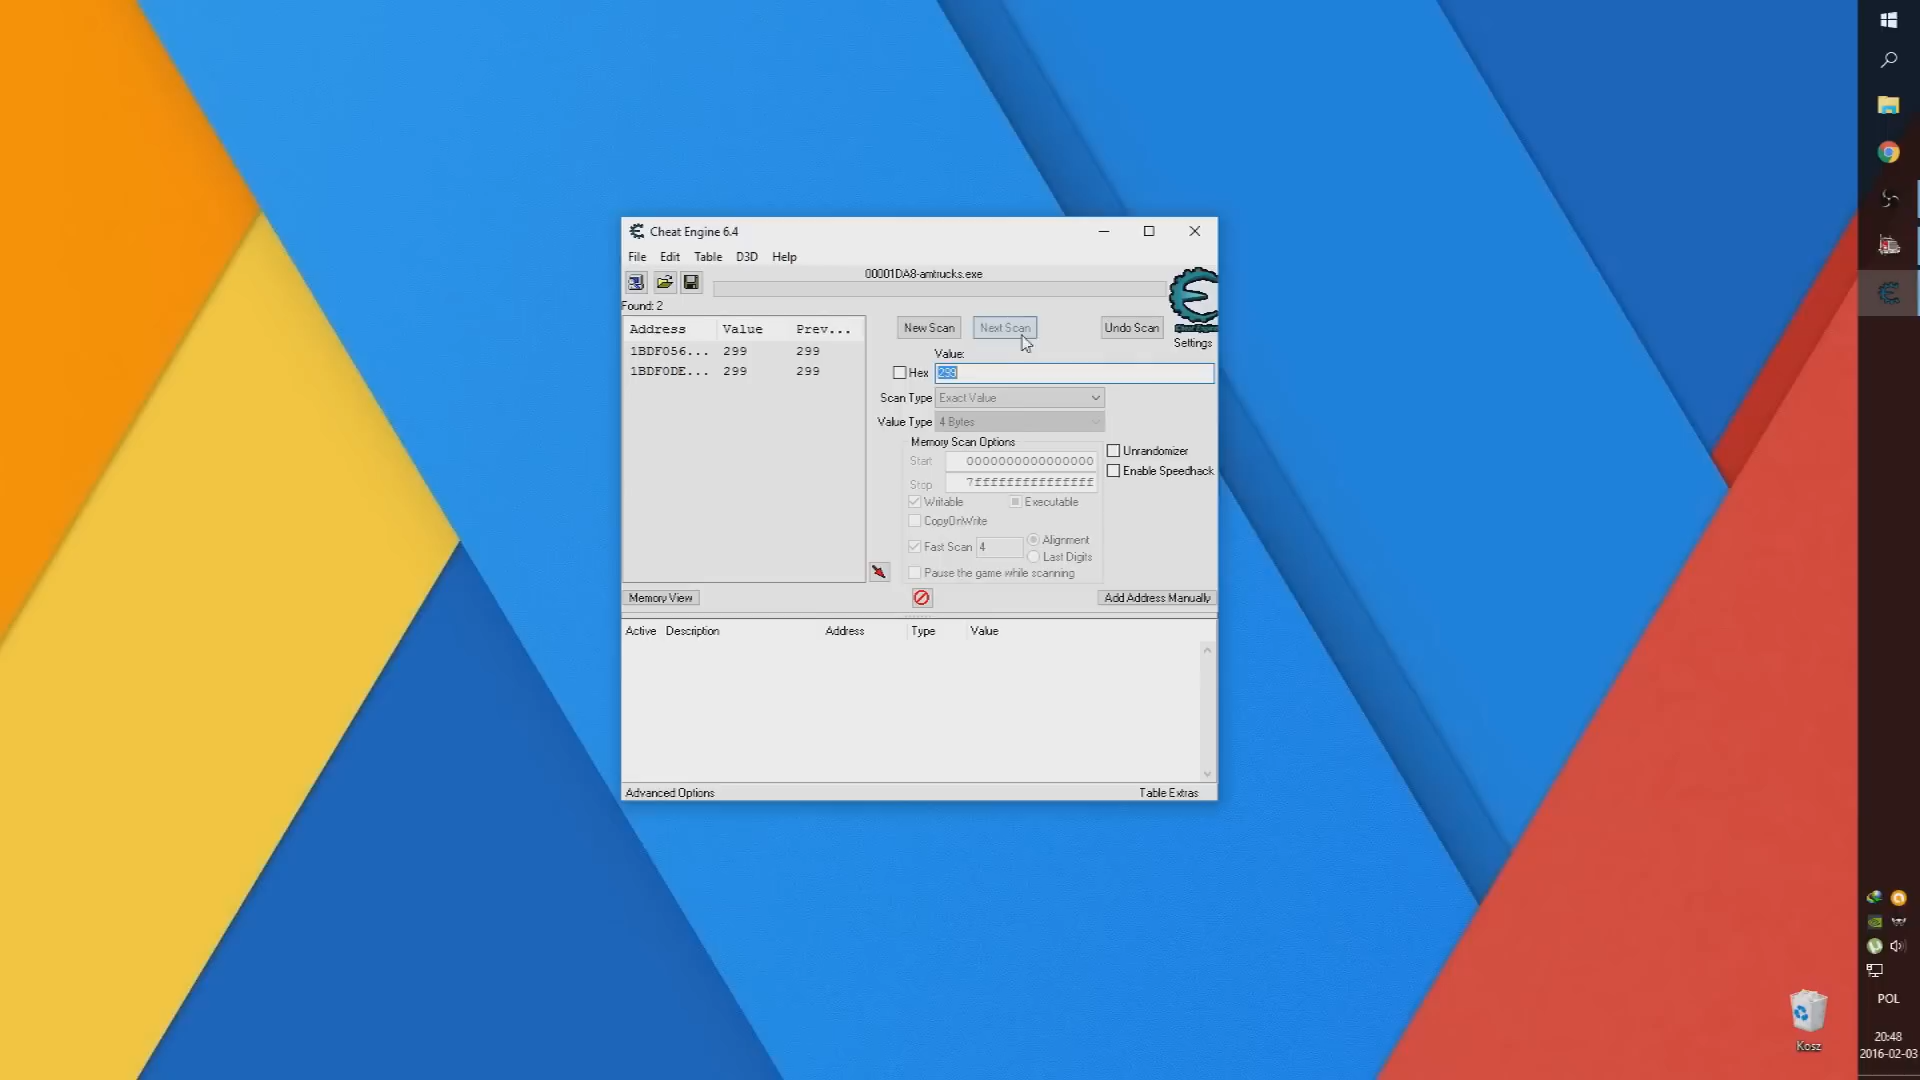 Cheat Engine 6.4
File Edit Table D3D Help
00001DA8-amtrucks.exe
Found: 2
Address Value Prev...
1BDF056... 299 299
1BDF0DE... 299 299
New Scan Next Scan Undo Scan
Cheat Engine
Settings
Value:
Hex 299
Scan Type Exact Value
Value Type 4 Bytes
Memory Scan Options
Start 0000000000000000
Stop 7fffffffffffffff
Writable Executable
CopyOnWrite
Fast Scan 4 Alignment
Last Digits
Pause the game while scanning
Unrandomizer
Enable Speedhack
Memory View Add Address Manually
Active Description Address Type Value
Advanced Options Table Extras
Kosz
POL
20:48
2016-02-03